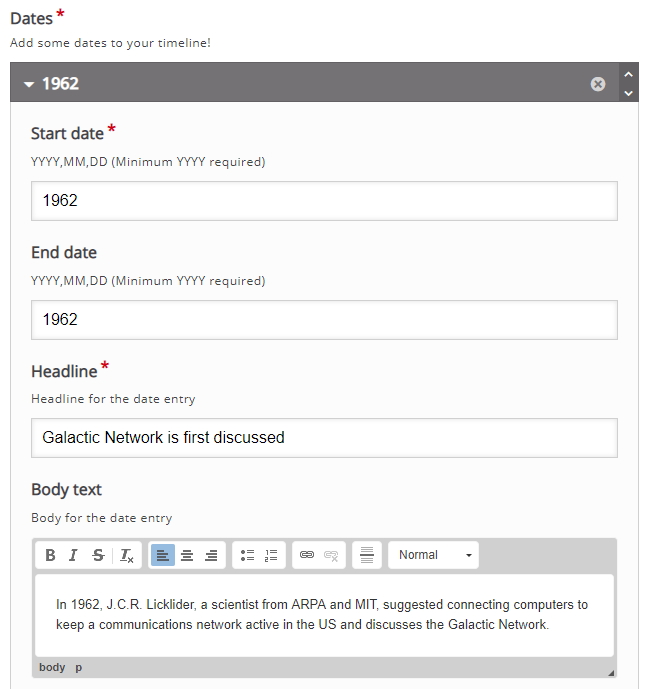 Dates *
Add some dates to your timeline!
1962
Start date *
YYYY,MM,DD (Minimum YYYY required)
1962
End date
YYYY,MM,DD (Minimum YYYY required)
1962
Headline *
Headline for the date entry
Galactic Network is first discussed
Body text
Body for the date entry
B I S Tx Normal
In 1962, J.C.R. Licklider, a scientist from ARPA and MIT, suggested connecting computers to
keep a communications network active in the US and discusses the Galactic Network.
body p